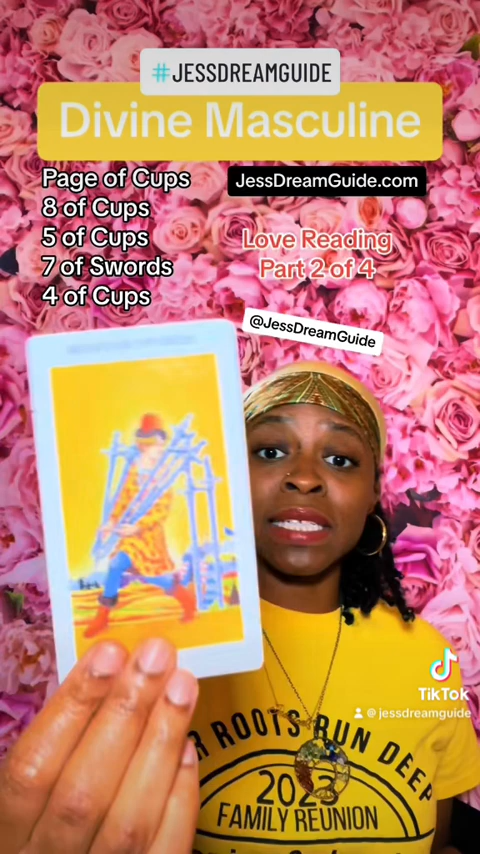 #JESSDREAMGUIDE
Divine Masculine
Page of Cups
8 of Cups
5 of Cups
7 of Swords
4 of Cups
JessDreamGuide.com
Love Reading
Part 2 of 4
@JessDreamGuide
TikTok
@jessdreamguide
R ROOTS RUN DEEP
2023
FAMILY REUNION